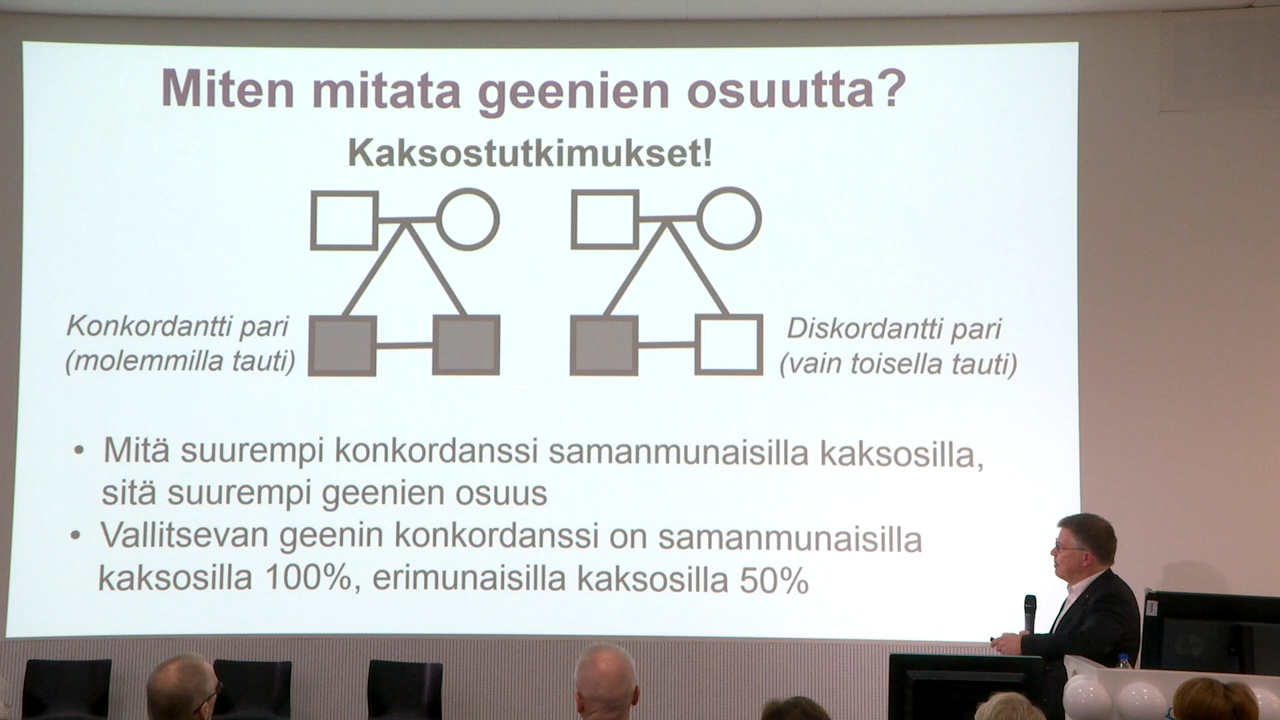 Miten mitata geenien osuutta?
Kaksostutkimukset!
Konkordantti pari
(molemmilla tauti)
Diskordantti pari
(vain toisella tauti)
• Mitä suurempi konkordanssi samanmunaisilla kaksosilla,
sitä suurempi geenien osuus
• Vallitsevan geenin konkordanssi on samanmunaisilla
kaksosilla 100%, erimunaisilla kaksosilla 50%